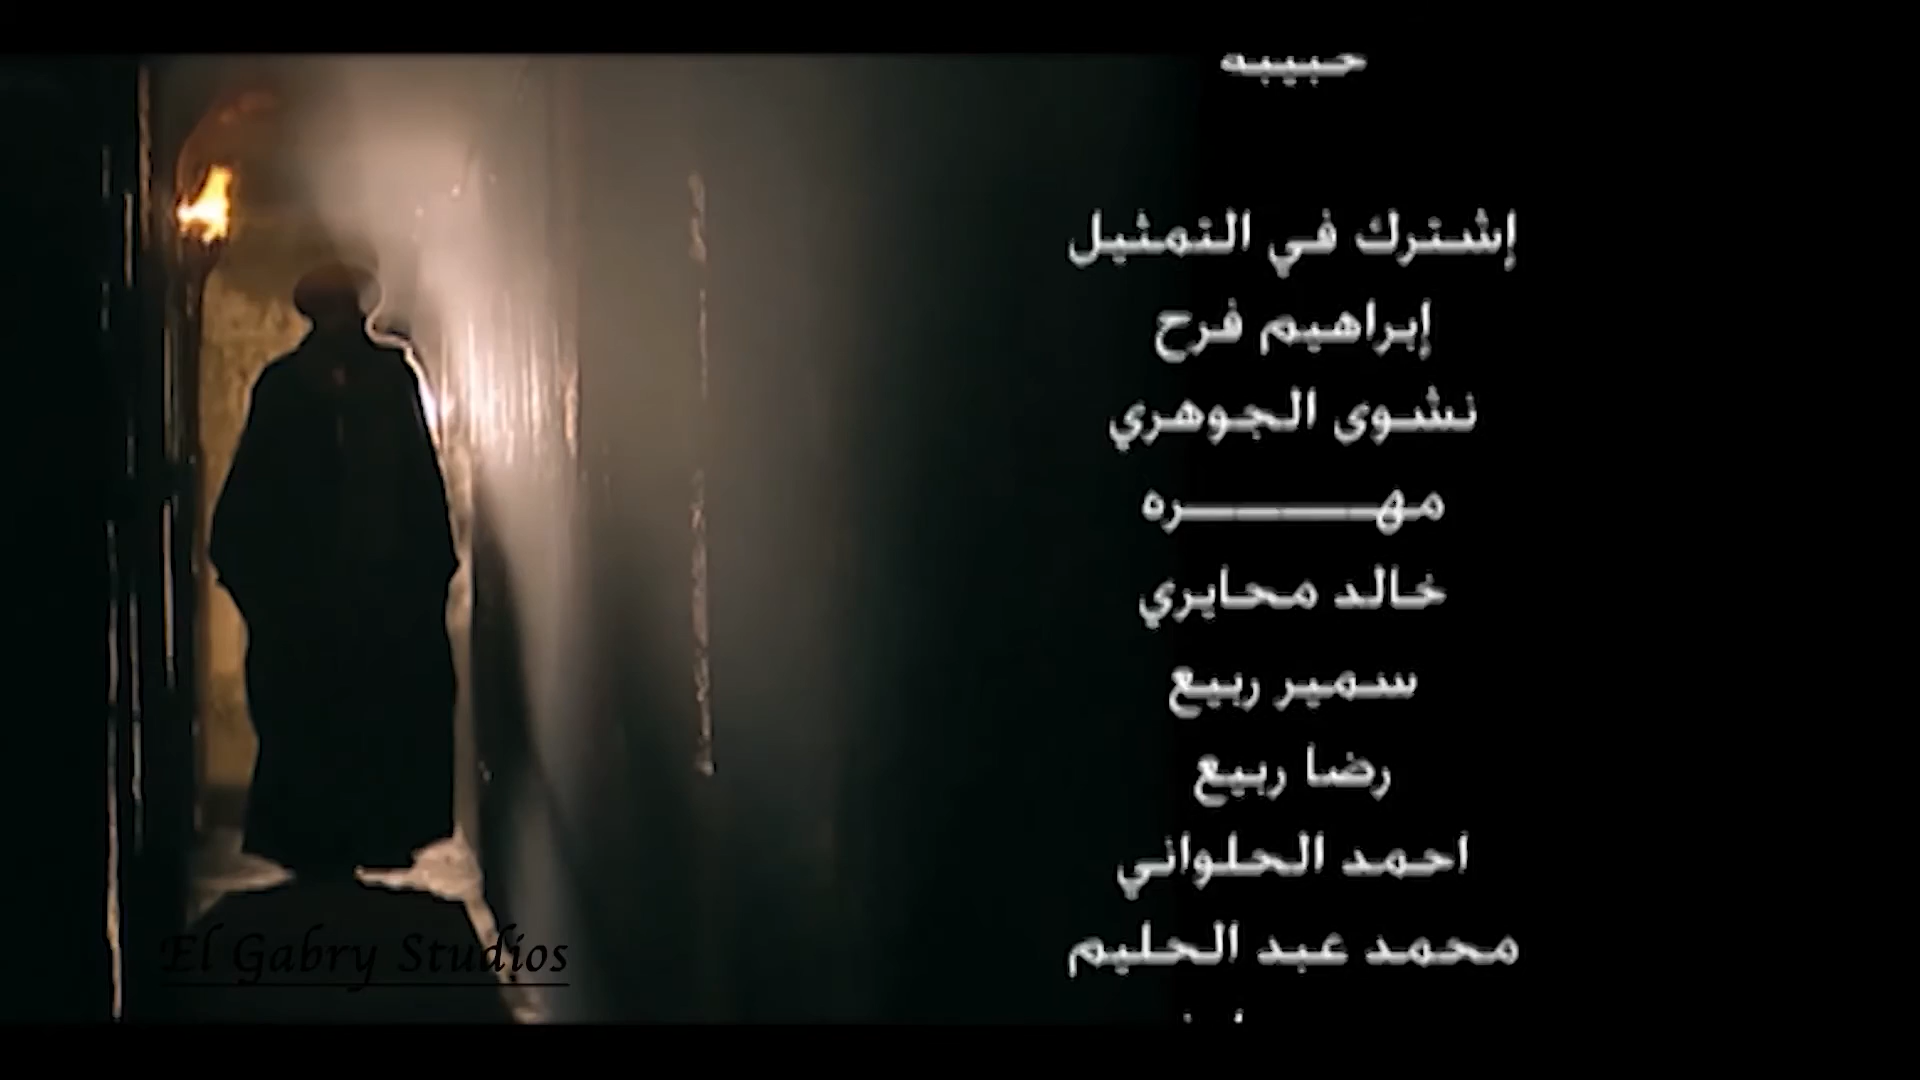 حبيبه
إشترك في التمثيل
إبراهيم فرح
نشوى الجوهري
مهره
خالد محايري
سمير ربيع
رضا ربيع
احمد الحلواني
محمد عبد الحليم
El Gabry Studios